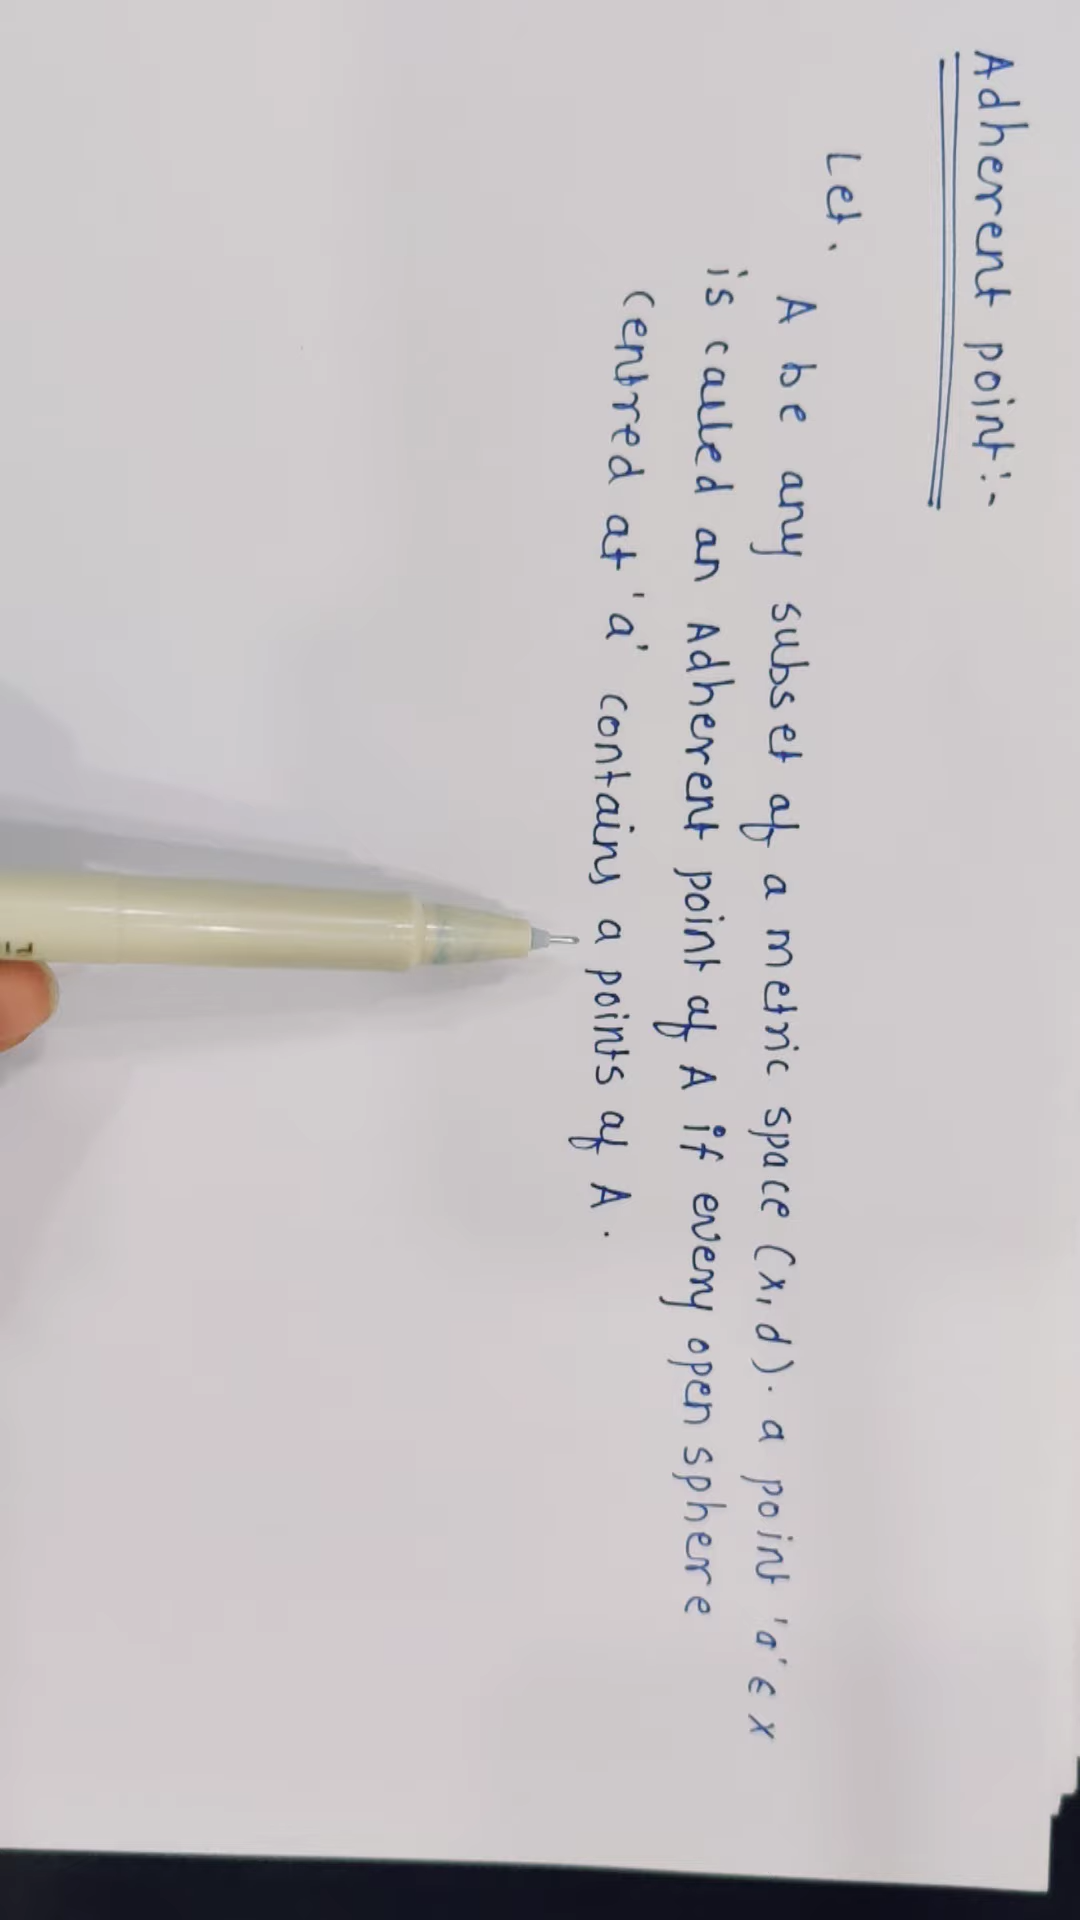 Adherent point:-
Let.
A be any subset of a metric space (x, d). a point 'a' ∈ x
is called an Adherent point of A if every open sphere
centred at 'a' contains a points of A.